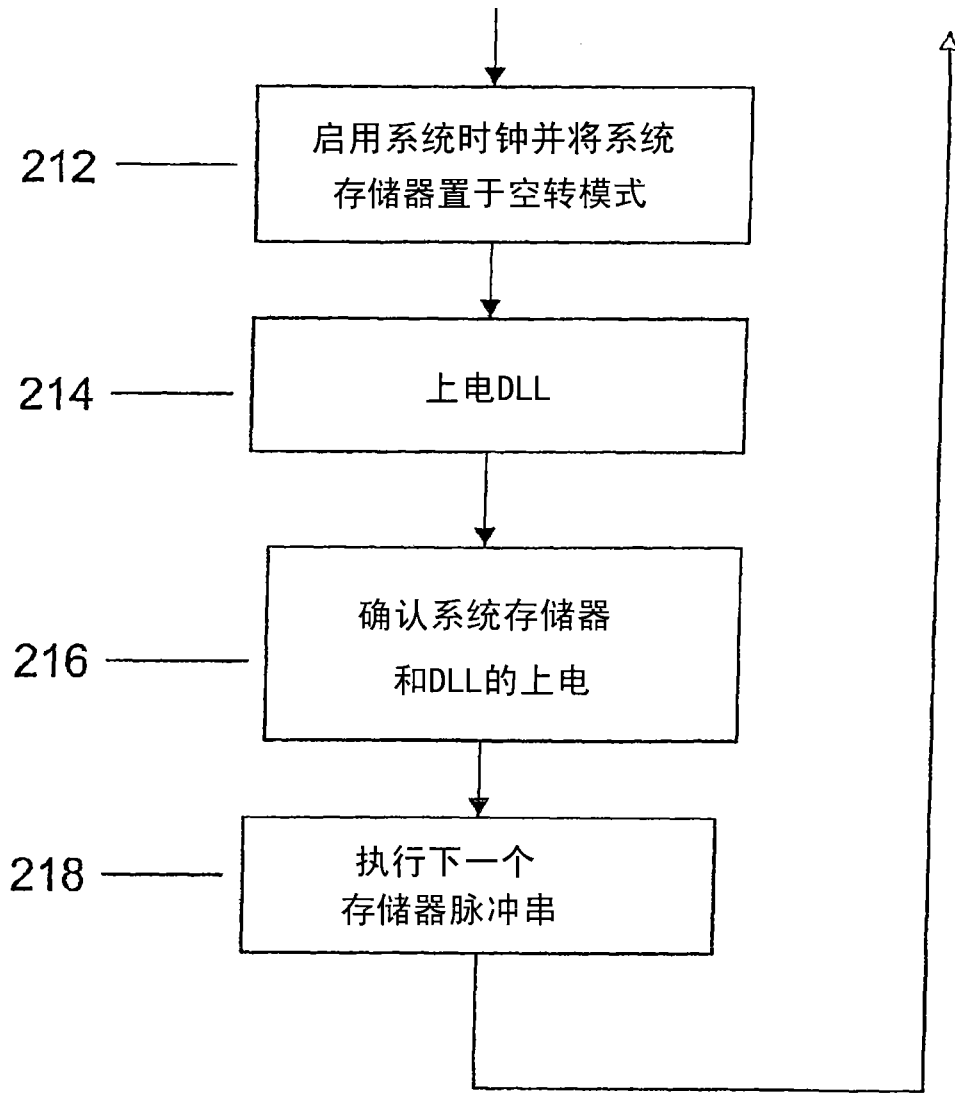 212
启用系统时钟并将系统
存储器置于空转模式
214
上电DLL
216
确认系统存储器
和DLL的上电
218
执行下一个
存储器脉冲串